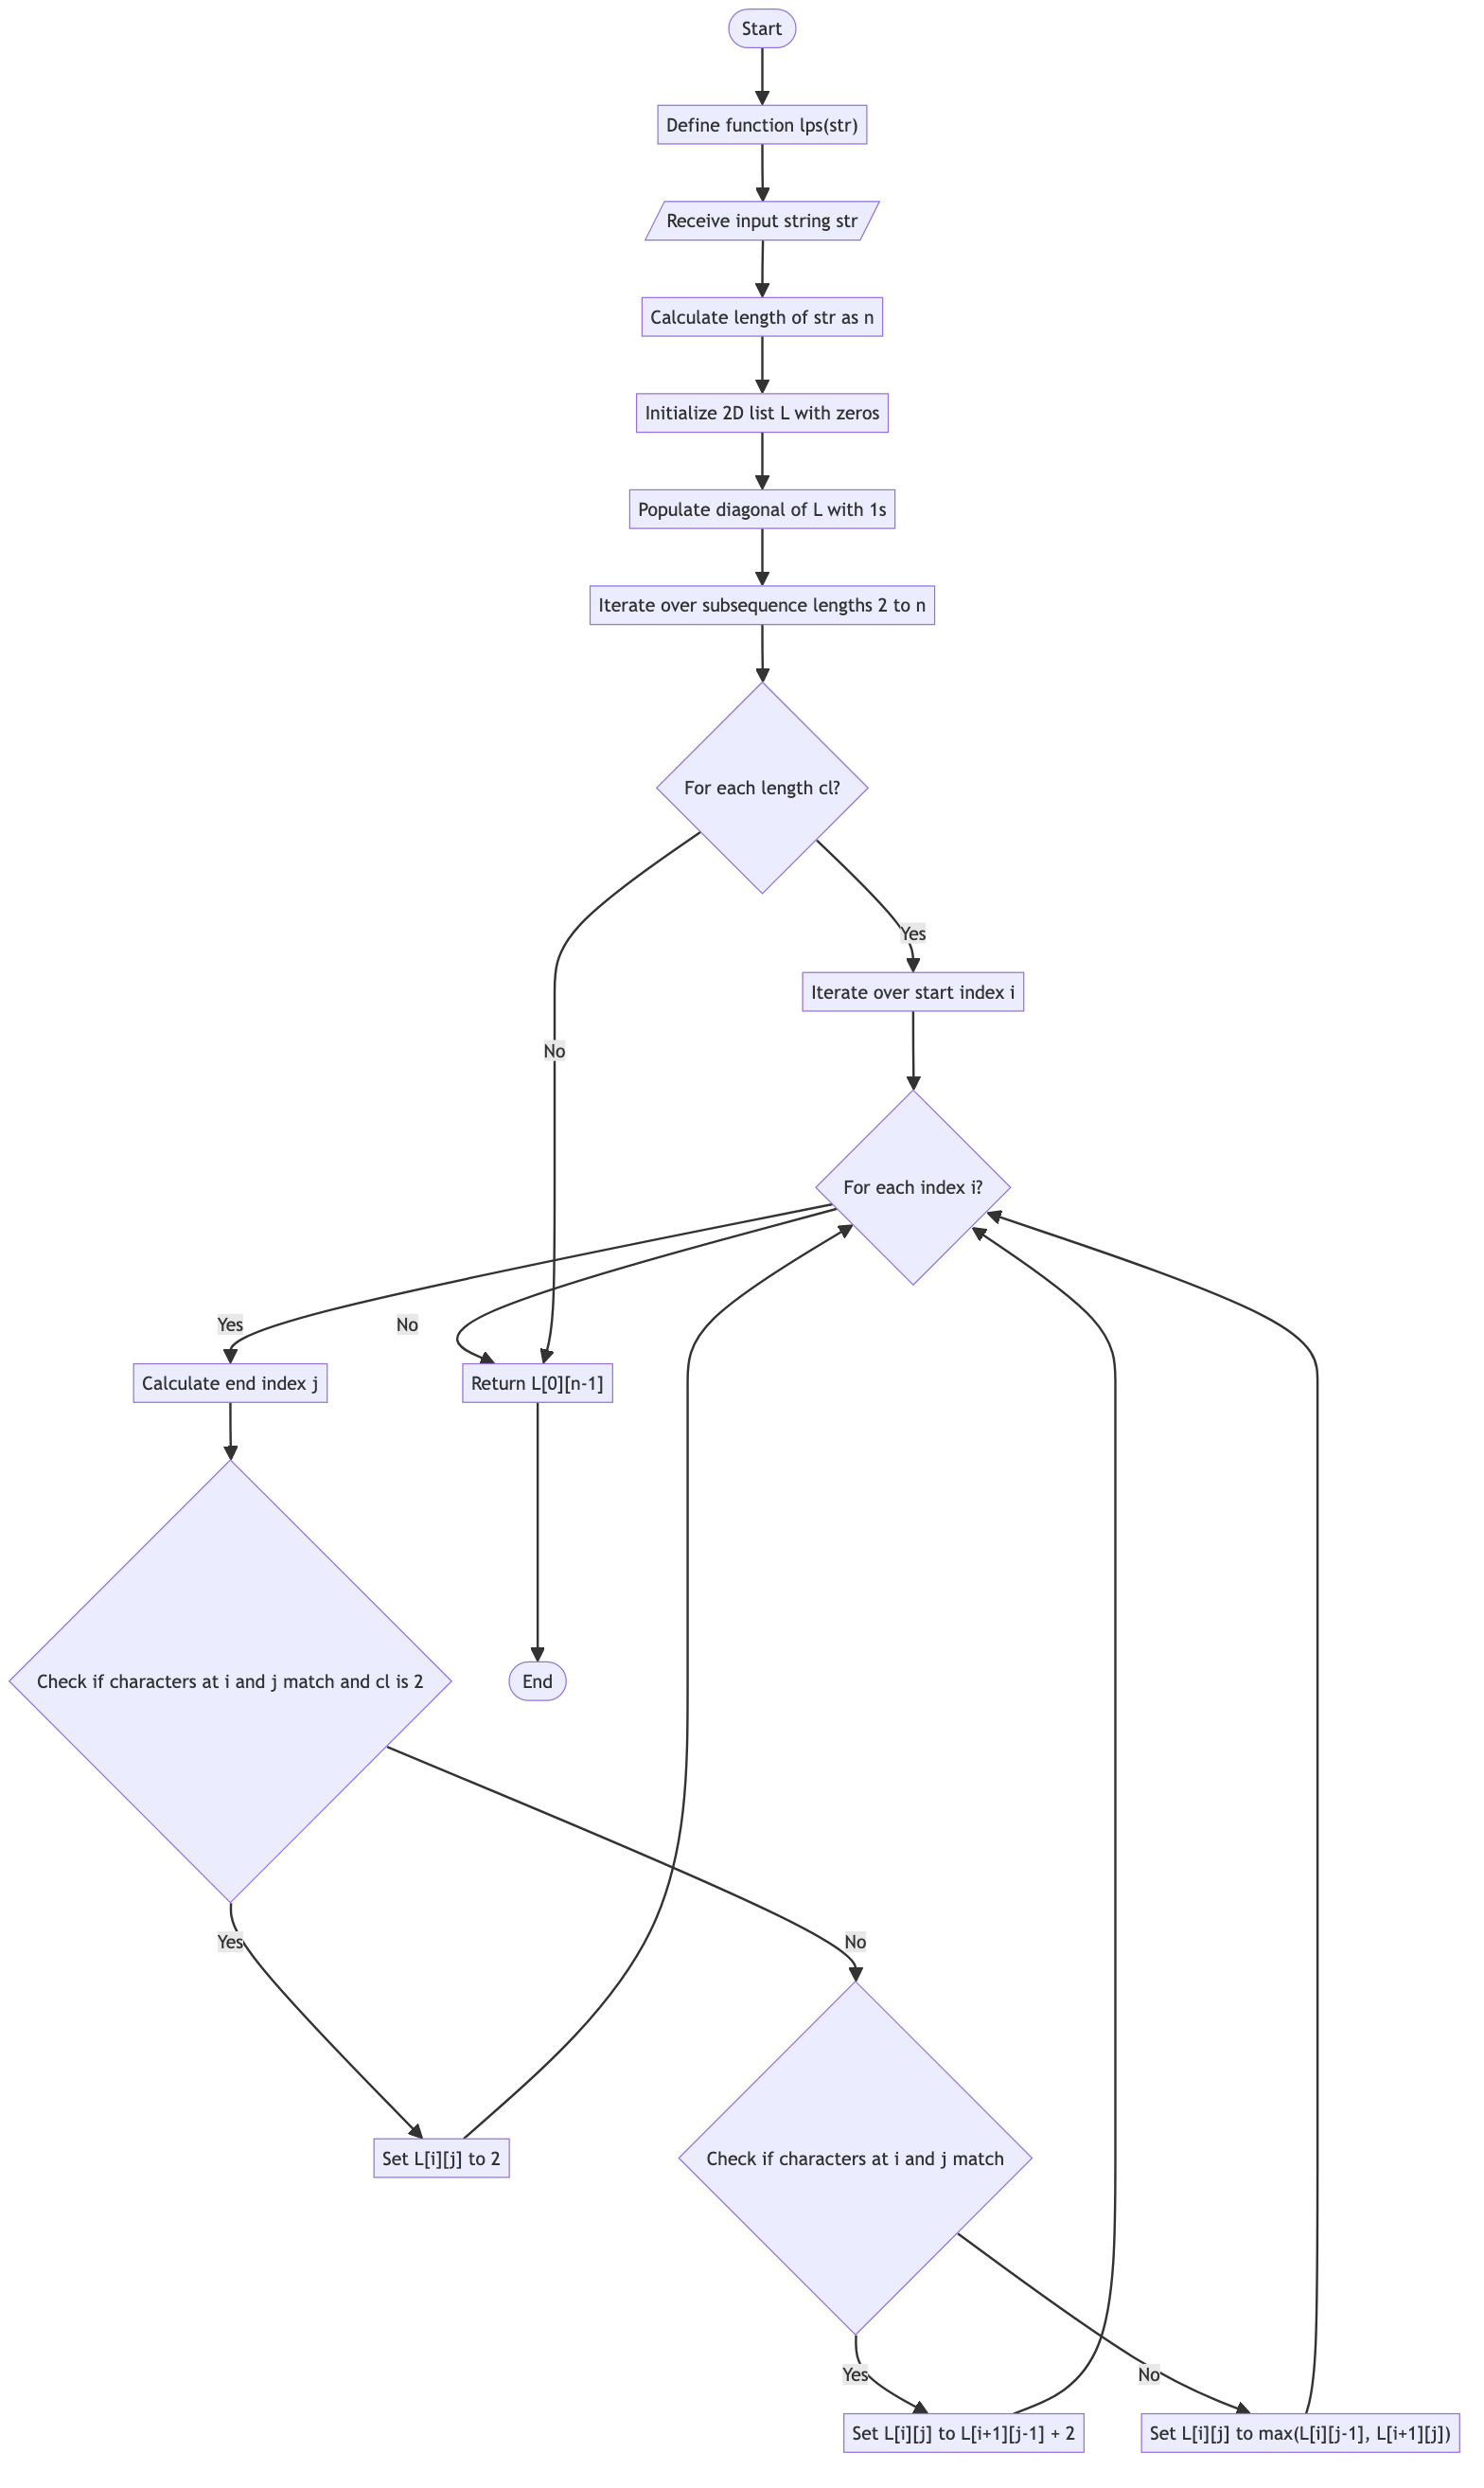 Start
Define function lps(str)
Receive input string str
Calculate length of str as n
Initialize 2D list L with zeros
Populate diagonal of L with 1s
Iterate over subsequence lengths 2 to n
For each length cl?
Yes
Iterate over start index i
No
For each index i?
Yes
No
Calculate end index j
Return L[0][n-1]
Check if characters at i and j match and cl is 2
End
Yes
No
Set L[i][j] to 2
Check if characters at i and j match
Yes
No
Set L[i][j] to L[i+1][j-1] + 2
Set L[i][j] to max(L[i][j-1], L[i+1][j])